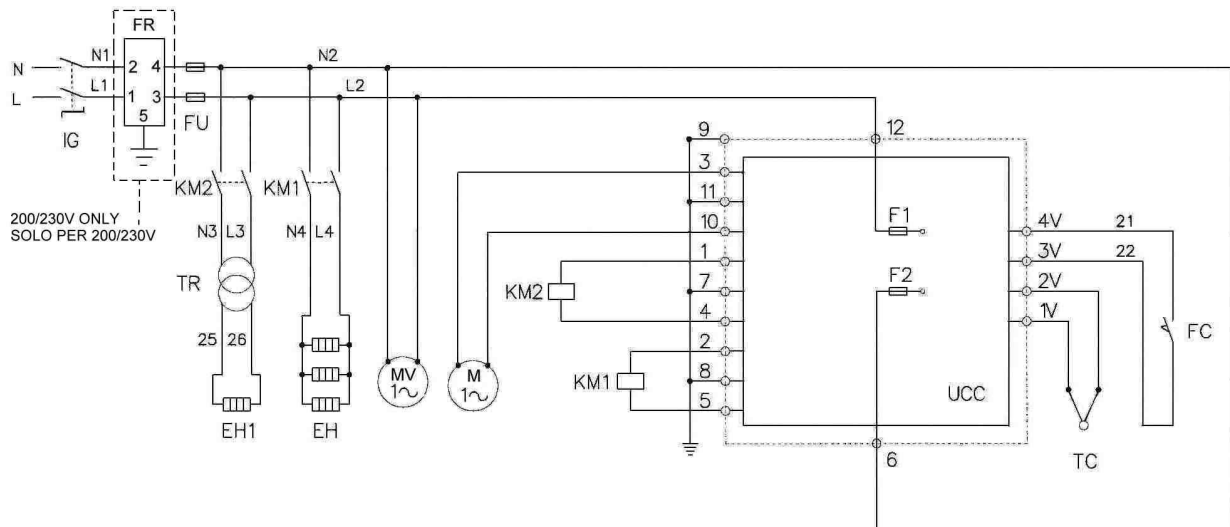 FR
N
N1
2
4
N2
L
L1
1
3
L2
5
FU
IG
9
12
3
KM2
KM1
11
200/230V ONLY
SOLO PER 200/230V
N3
L3
N4
L4
10
F1
4V
21
1
3V
22
TR
KM2
7
F2
2V
4
1V
FC
25
26
MV
1~
M
1~
2
KM1
8
UCC
5
EH1
EH
6
TC